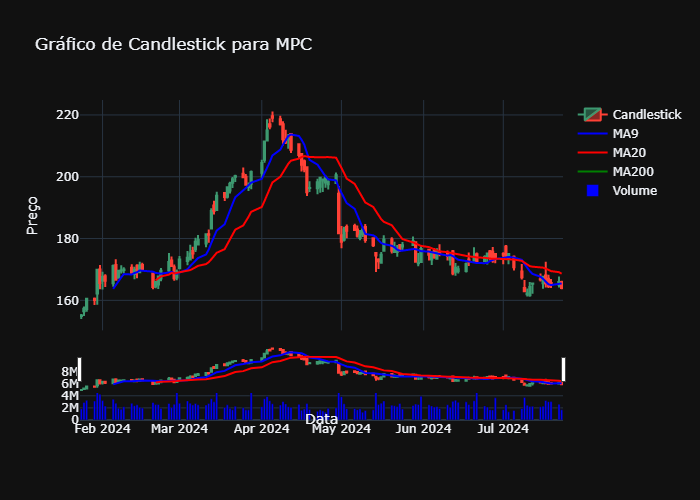 Gráfico de Candlestick para MPC
220
200
180
160
Preço
Candlestick
MA9
MA20
MA200
Volume
8M
6M
4M
2M
0
Data
Feb 2024 Mar 2024 Apr 2024 May 2024 Jun 2024 Jul 2024